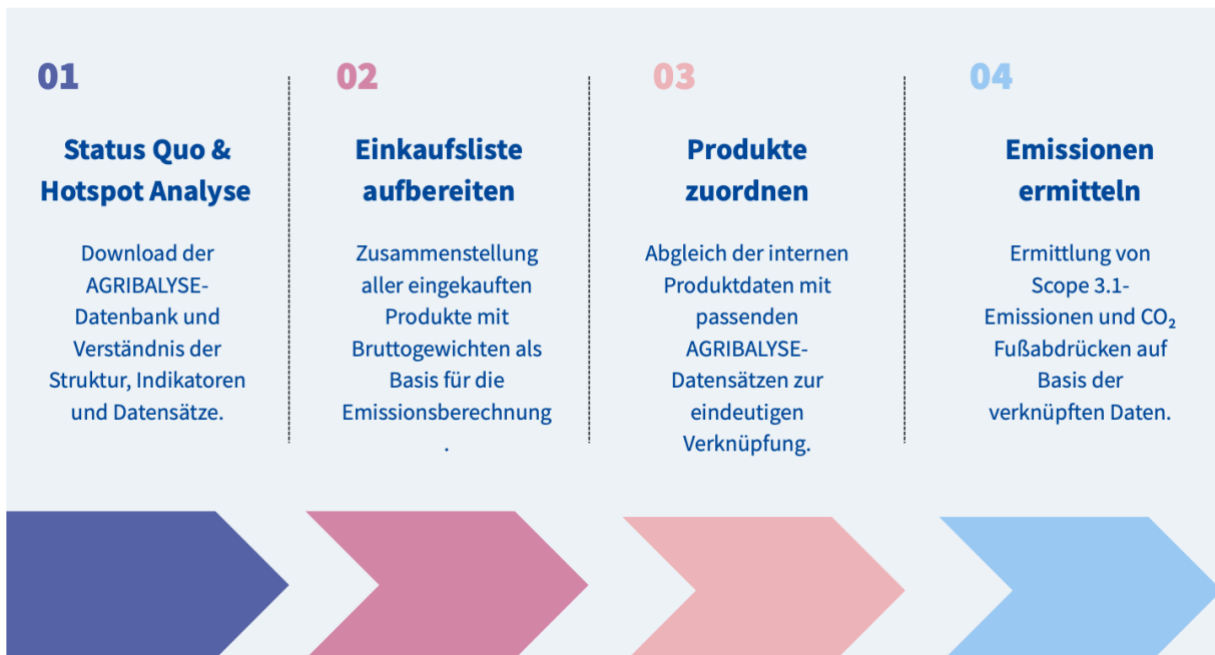 01
Status Quo &
Hotspot Analyse
Download der
AGRIBALYSE-
Datenbank und
Verständnis der
Struktur, Indikatoren
und Datensätze.
02
Einkaufsliste
aufbereiten
Zusammenstellung
aller eingekauften
Produkte mit
Bruttogewichten als
Basis für die
Emissionsberechnung
.
03
Produkte
zuordnen
Abgleich der internen
Produktdaten mit
passenden
AGRIBALYSE-
Datensätzen zur
eindeutigen
Verknüpfung.
04
Emissionen
ermitteln
Ermittlung von
Scope 3.1-
Emissionen und CO₂
Fußabdrücken auf
Basis der
verknüpften Daten.